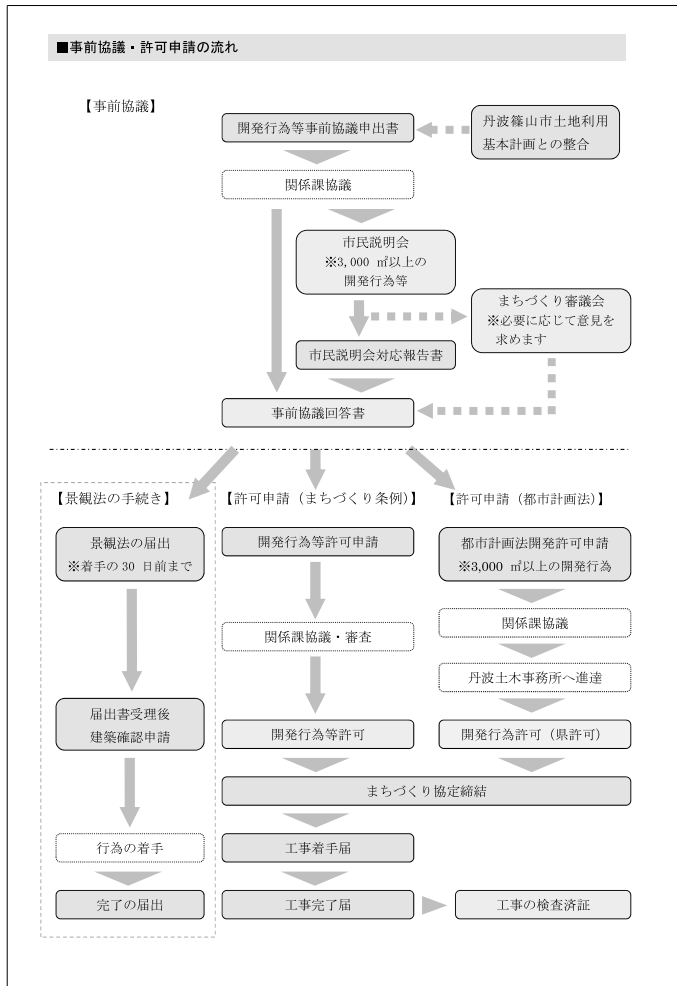 ■事前協議・許可申請の流れ
【事前協議】
開発行為等事前協議申出書
丹波篠山市土地利用
基本計画との整合
関係課協議
市民説明会
※3,000 ㎡以上の
開発行為等
まちづくり審議会
※必要に応じて意見を
求めます
市民説明会対応報告書
事前協議回答書
【景観法の手続き】
景観法の届出
※着手の30 日前まで
届出書受理後
建築確認申請
行為の着手
完了の届出
【許可申請（まちづくり条例）】
開発行為等許可申請
関係課協議・審査
開発行為等許可
【許可申請（都市計画法）】
都市計画法開発許可申請
※3,000 ㎡以上の開発行為
関係課協議
丹波土木事務所へ進達
開発行為許可（県許可）
まちづくり協定締結
工事着手届
工事完了届
工事の検査済証